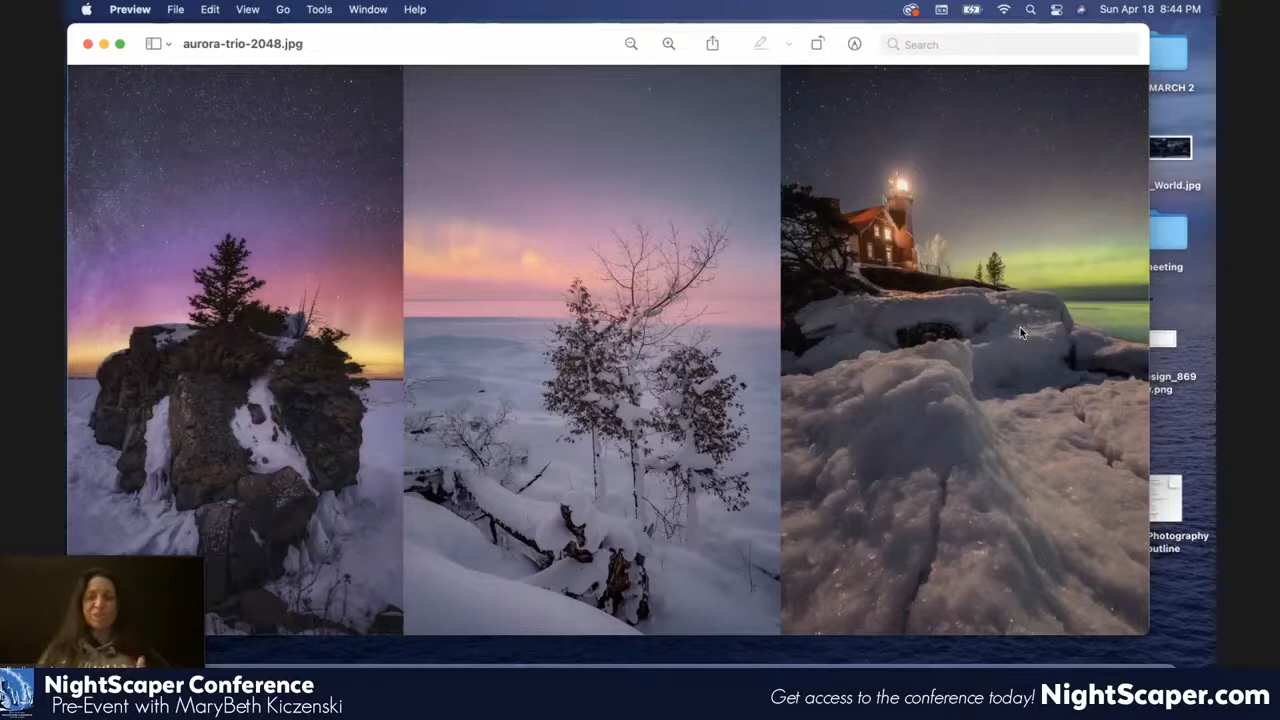 Preview File Edit View Go Tools Window Help Sun Apr 18 8:44 PM
aurora-trio-2048.jpg Search
MARCH 2
_World.jpg
eeting
sign_869
.png
Photography
outline
NightScaper Conference
Pre-Event with MaryBeth Kiczenski
Get access to the conference today! NightScaper.com